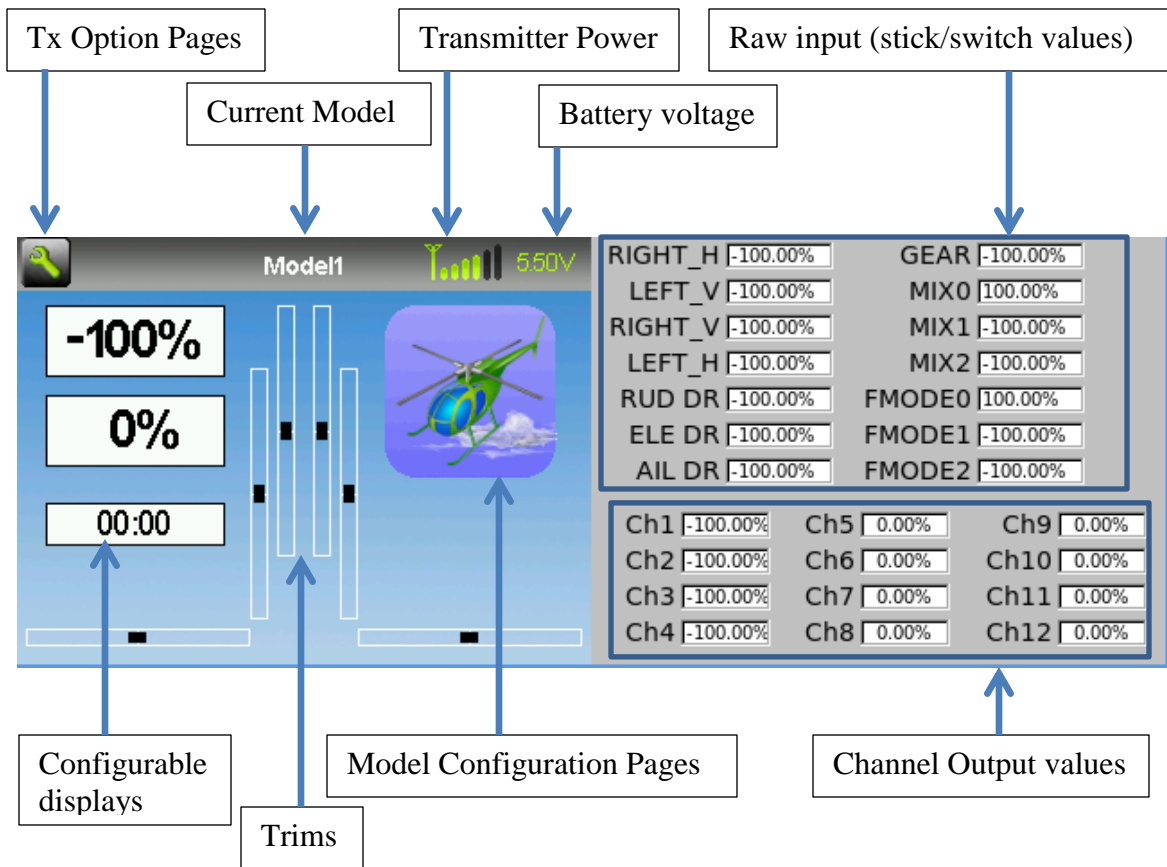 Tx Option Pages
Transmitter Power
Raw input (stick/switch values)
Current Model
Battery voltage
Model1
5.50V
-100%
0%
00:00
RIGHT_H -100.00% GEAR -100.00%
LEFT_V -100.00% MIX0 100.00%
RIGHT_V -100.00% MIX1 -100.00%
LEFT_H -100.00% MIX2 -100.00%
RUD DR -100.00% FMODE0 100.00%
ELE DR -100.00% FMODE1 -100.00%
AIL DR -100.00% FMODE2 -100.00%
Ch1 -100.00% Ch5 0.00% Ch9 0.00%
Ch2 -100.00% Ch6 0.00% Ch10 0.00%
Ch3 -100.00% Ch7 0.00% Ch11 0.00%
Ch4 -100.00% Ch8 0.00% Ch12 0.00%
Configurable
displays
Trims
Model Configuration Pages
Channel Output values